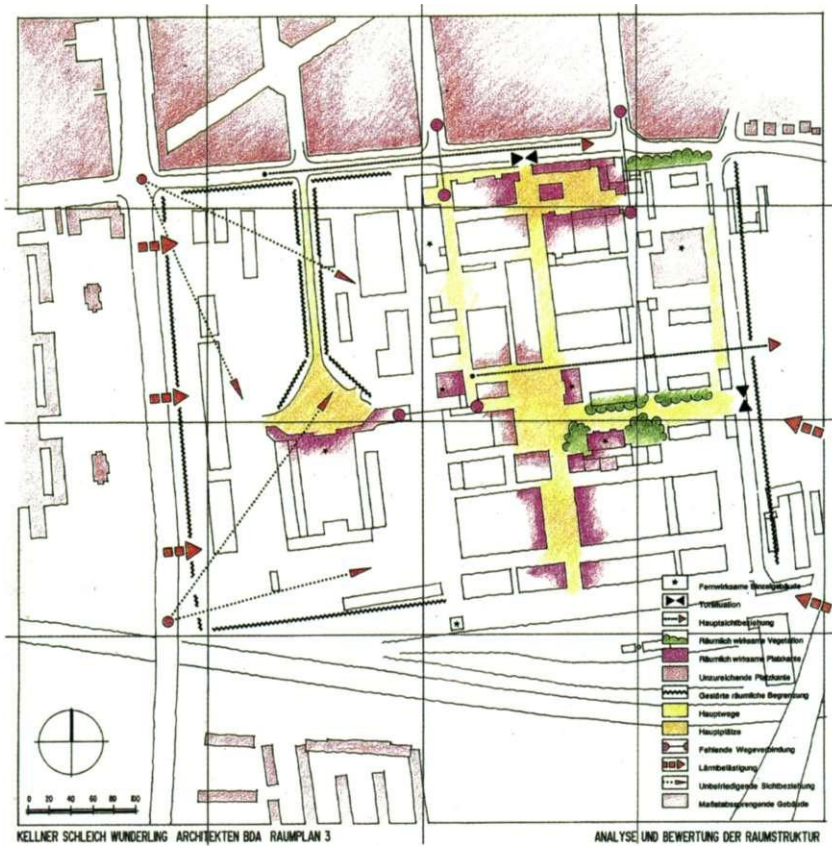 Fernwirksame Einzelgebäude
Torsituation
Hauptsichtbeziehung
Räumlich wirksame Vegetation
Räumlich wirksame Platzkante
Unzureichende Platzkante
Gestörte räumliche Begrenzung
Hauptwege
Hauptplätze
Fehlende Wegeverbindung
Lärmbelästigung
Unbefriedigende Sichtbeziehung
Maßstabssprengende Gebäude
0 20 40 60 80
KELLNER SCHLEICH WUNDERLING ARCHITEKTEN BDA RAUMPLAN 3
ANALYSE UND BEWERTUNG DER RAUMSTRUKTUR